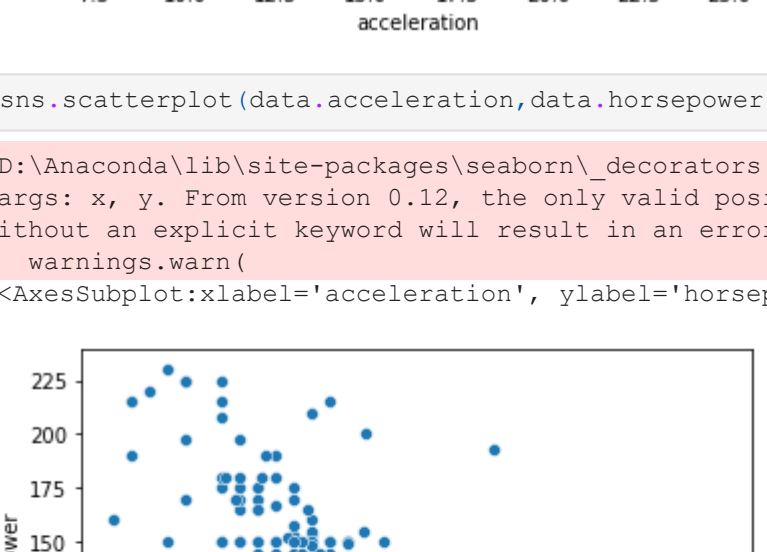 acceleration
sns.scatterplot(data.acceleration,data.horsepower
D:\Anaconda\lib\site-packages\seaborn\_decorators
args: x, y. From version 0.12, the only valid posi
ithout an explicit keyword will result in an error
warnings.warn(
<AxesSubplot:xlabel='acceleration', ylabel='horsep
225
200
175
150